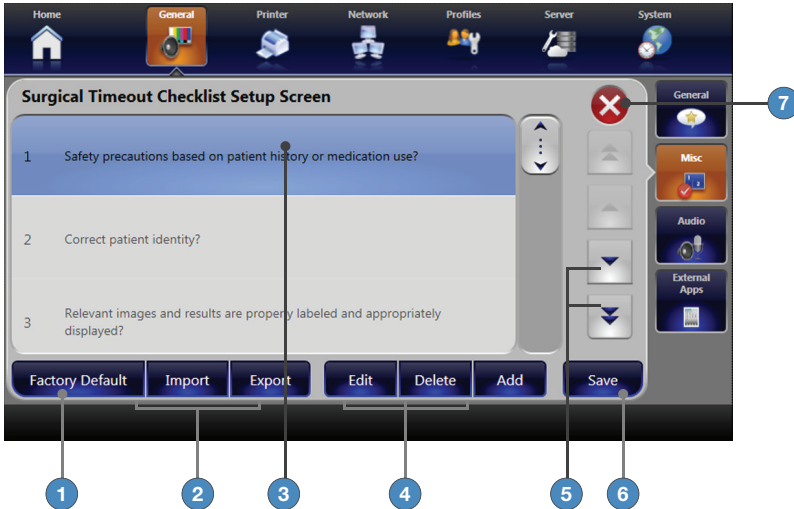 Home General Printer Network Profiles Server System
Surgical Timeout Checklist Setup Screen
1 Safety precautions based on patient history or medication use?
2 Correct patient identity?
3 Relevant images and results are properly labeled and appropriately
displayed?
General
Misc
1 2
Audio
External
Apps
Factory Default Import Export Edit Delete Add Save
7
1 2 3 4 5 6